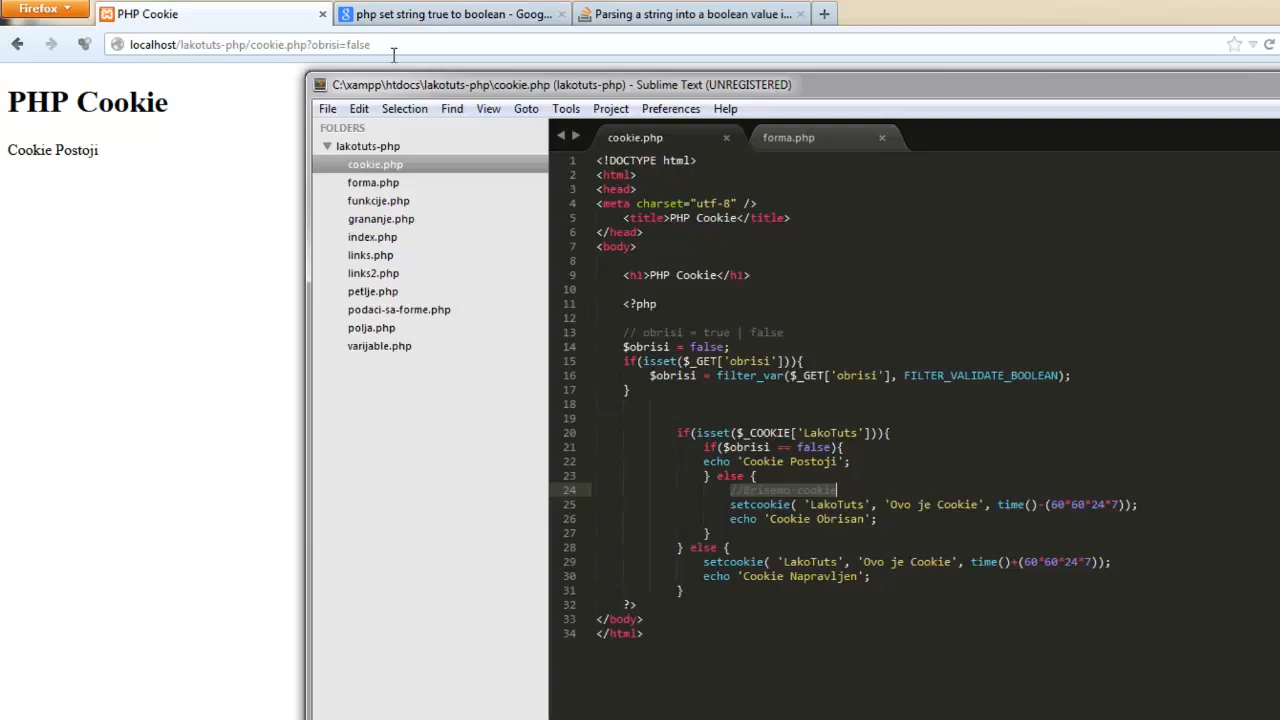 Firefox
PHP Cookie
php set string true to boolean - Goog...
Parsing a string into a boolean value i...
localhost/lakotuts-php/cookie.php?obrisi=false
PHP Cookie
Cookie Postoji
C:\xampp\htdocs\lakotuts-php\cookie.php (lakotuts-php) - Sublime Text (UNREGISTERED)
File Edit Selection Find View Goto Tools Project Preferences Help
FOLDERS
lakotuts-php
cookie.php
forma.php
funkcije.php
grananje.php
index.php
links.php
links2.php
petlje.php
podaci-sa-forme.php
polja.php
varijable.php
cookie.php
forma.php
1 <!DOCTYPE html>
2 <html>
3 <head>
4 <meta charset="utf-8" />
5 <title>PHP Cookie</title>
6 </head>
7 <body>
8
9 <h1>PHP Cookie</h1>
10
11 <?php
12
13 // obrisi = true | false
14 $obrisi = false;
15 if(isset($_GET['obrisi'])){
16 $obrisi = filter_var($_GET['obrisi'], FILTER_VALIDATE_BOOLEAN);
17 }
18
19
20 if(isset($_COOKIE['LakoTuts'])){
21 if($obrisi == false){
22 echo 'Cookie Postoji';
23 } else {
24 //Brisemo cookie
25 setcookie( 'LakoTuts', 'Ovo je Cookie', time()-(60*60*24*7));
26 echo 'Cookie Obrisan';
27 }
28 } else {
29 setcookie( 'LakoTuts', 'Ovo je Cookie', time()+(60*60*24*7));
30 echo 'Cookie Napravljen';
31 }
32 ?>
33 </body>
34 </html>